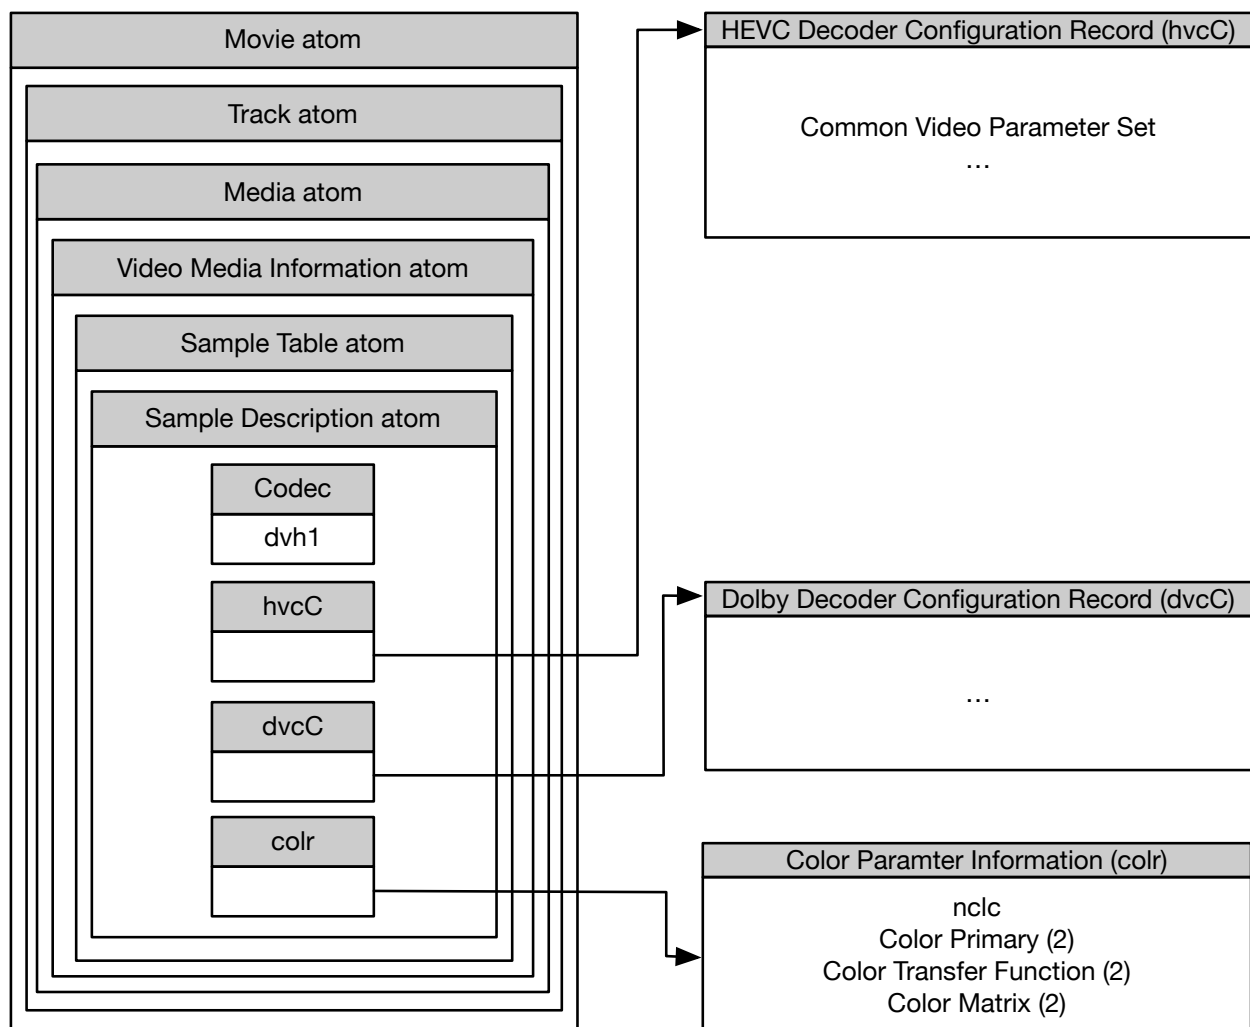 Movie atom
Track atom
Media atom
Video Media Information atom
Sample Table atom
Sample Description atom
Codec
dvh1
hvcC
dvcC
colr
HEVC Decoder Configuration Record (hvcC)
Common Video Parameter Set
...
Dolby Decoder Configuration Record (dvcC)
...
Color Paramter Information (colr)
nclc
Color Primary (2)
Color Transfer Function (2)
Color Matrix (2)